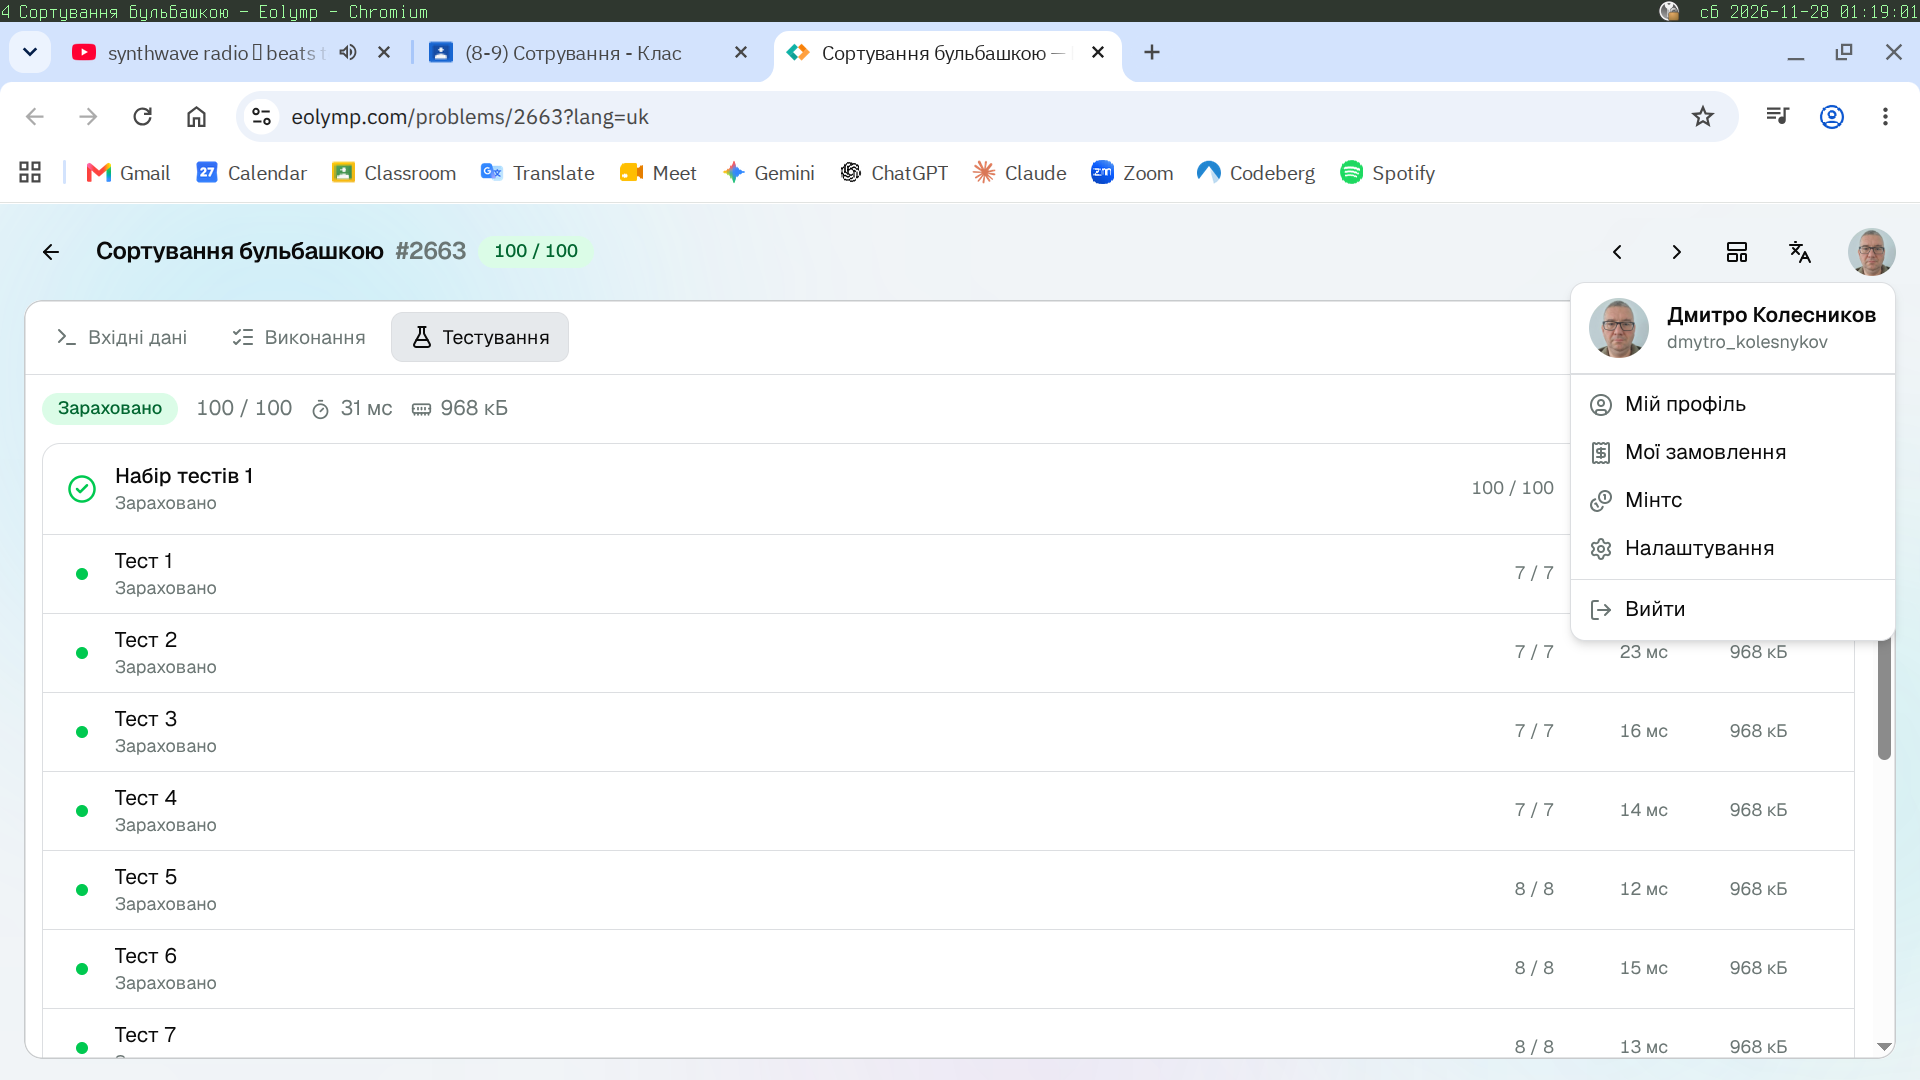 4 Сортування бульбашкою — Eolymp - Chromium
сб 2026-11-28 01:19:01
synthwave radio
beats t
(8-9) Сотрування - Клас
Сортування бульбашкою —
eolymp.com/problems/2663?lang=uk
Gmail
27 Calendar
Classroom
Translate
Meet
Gemini
ChatGPT
Claude
zm Zoom
Codeberg
Spotify
Сортування бульбашкою #2663 100 / 100
Дмитро Колесников
dmytro_kolesnykov
Мій профіль
Мої замовлення
Мінтс
Налаштування
Вийти
Вхідні дані
Виконання
Тестування
Зараховано 100 / 100 31 мс 968 кБ
Набір тестів 1 100 / 100
Зараховано
Тест 1 7 / 7
Зараховано
Тест 2 7 / 7 23 мс 968 кБ
Зараховано
Тест 3 7 / 7 16 мс 968 кБ
Зараховано
Тест 4 7 / 7 14 мс 968 кБ
Зараховано
Тест 5 8 / 8 12 мс 968 кБ
Зараховано
Тест 6 8 / 8 15 мс 968 кБ
Зараховано
Тест 7 8 / 8 13 мс 968 кБ